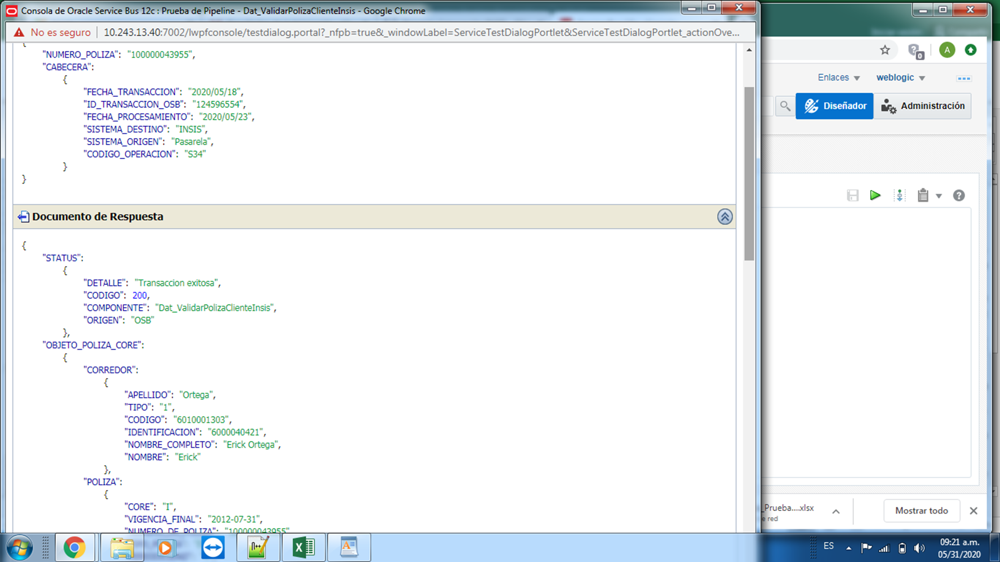 Consola de Oracle Service Bus 12c : Prueba de Pipeline - Dat_ValidarPolizaClienteInsis - Google Chrome
No es seguro | 10.243.13.40:7002/lwpfconsole/testdialog.portal?_nfpb=true&_windowLabel=ServiceTestDialogPortlet&ServiceTestDialogPortlet_actionOve...
{
"NUMERO_POLIZA": "100000043955",
"CABECERA":
{
"FECHA_TRANSACCION": "2020/05/18",
"ID_TRANSACCION_OSB": "124596554",
"FECHA_PROCESAMIENTO": "2020/05/23",
"SISTEMA_DESTINO": "INSIS",
"SISTEMA_ORIGEN": "Pasarela",
"CODIGO_OPERACION": "S34"
}
}
Documento de Respuesta
{
"STATUS":
{
"DETALLE": "Transaccion exitosa",
"CODIGO": 200,
"COMPONENTE": "Dat_ValidarPolizaClienteInsis",
"ORIGEN": "OSB"
},
"OBJETO_POLIZA_CORE":
{
"CORREDOR":
{
"APELLIDO": "Ortega",
"TIPO": "1",
"CODIGO": "6010001303",
"IDENTIFICACION": "6000040421",
"NOMBRE_COMPLETO": "Erick Ortega",
"NOMBRE": "Erick"
},
"POLIZA":
{
"CORE": "I",
"VIGENCIA_FINAL": "2012-07-31",
"NUMERO_DE_POLIZA": "100000043955"
0
A
Enlaces
weblogic
Diseñador
Administración
_Prueba....xlsx
e red
Mostrar todo
ES
09:21 a.m.
05/31/2020